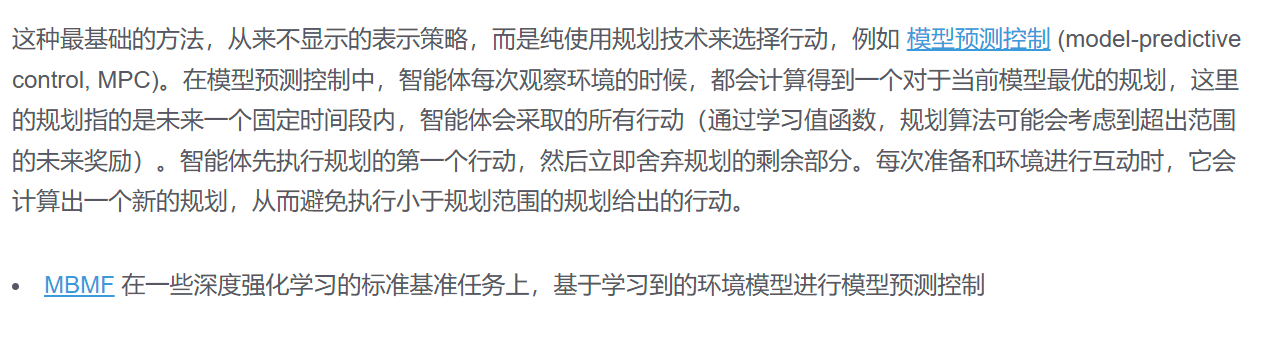 这种最基础的方法，从来不显示的表示策略，而是纯使用规划技术来选择行动，例如 模型预测控制 (model-predictive
control, MPC)。在模型预测控制中，智能体每次观察环境的时候，都会计算得到一个对于当前模型最优的规划，这里
的规划指的是未来一个固定时间段内，智能体会采取的所有行动（通过学习值函数，规划算法可能会考虑到超出范围
的未来奖励）。智能体先执行规划的第一个行动，然后立即舍弃规划的剩余部分。每次准备和环境进行互动时，它会
计算出一个新的规划，从而避免执行小于规划范围的规划给出的行动。
• MBMF 在一些深度强化学习的标准基准任务上，基于学习到的环境模型进行模型预测控制